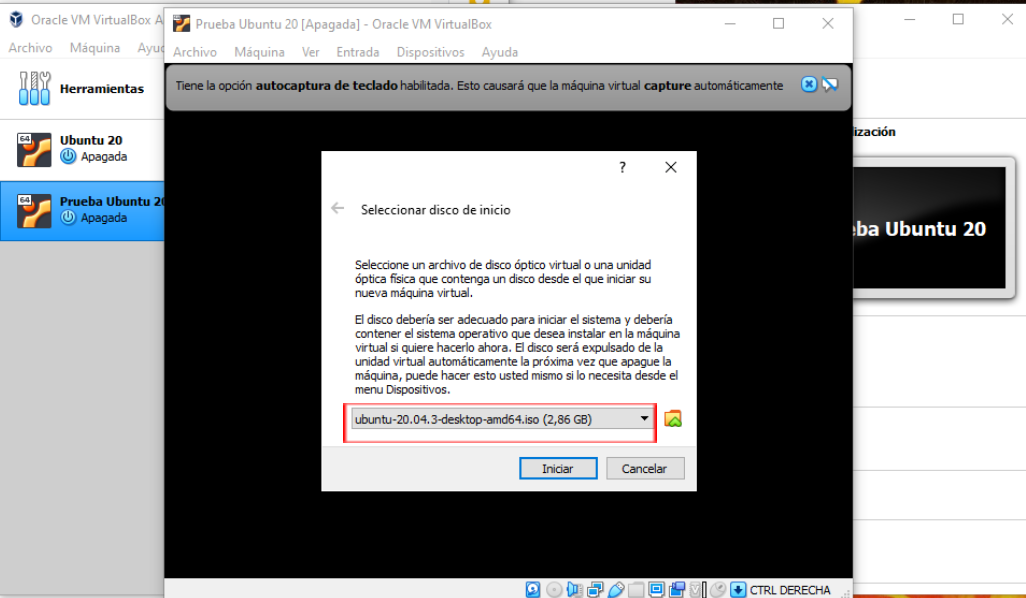 Oracle VM VirtualBox A
Archivo Máquina Ayuc
Herramientas
64
Ubuntu 20
Apagada
64
Prueba Ubuntu 20
Apagada
Prueba Ubuntu 20 [Apagada] - Oracle VM VirtualBox
Archivo Máquina Ver Entrada Dispositivos Ayuda
Tiene la opción autocaptura de teclado habilitada. Esto causará que la máquina virtual capture automáticamente
?
Seleccionar disco de inicio
Seleccione un archivo de disco óptico virtual o una unidad
óptica física que contenga un disco desde el que iniciar su
nueva máquina virtual.
El disco debería ser adecuado para iniciar el sistema y debería
contener el sistema operativo que desea instalar en la máquina
virtual si quiere hacerlo ahora. El disco será expulsado de la
unidad virtual automáticamente la próxima vez que apague la
máquina, puede hacer esto usted mismo si lo necesita desde el
menu Dispositivos.
ubuntu-20.04.3-desktop-amd64.iso (2,86 GB)
Iniciar Cancelar
CTRL DERECHA
lización
eba Ubuntu 20